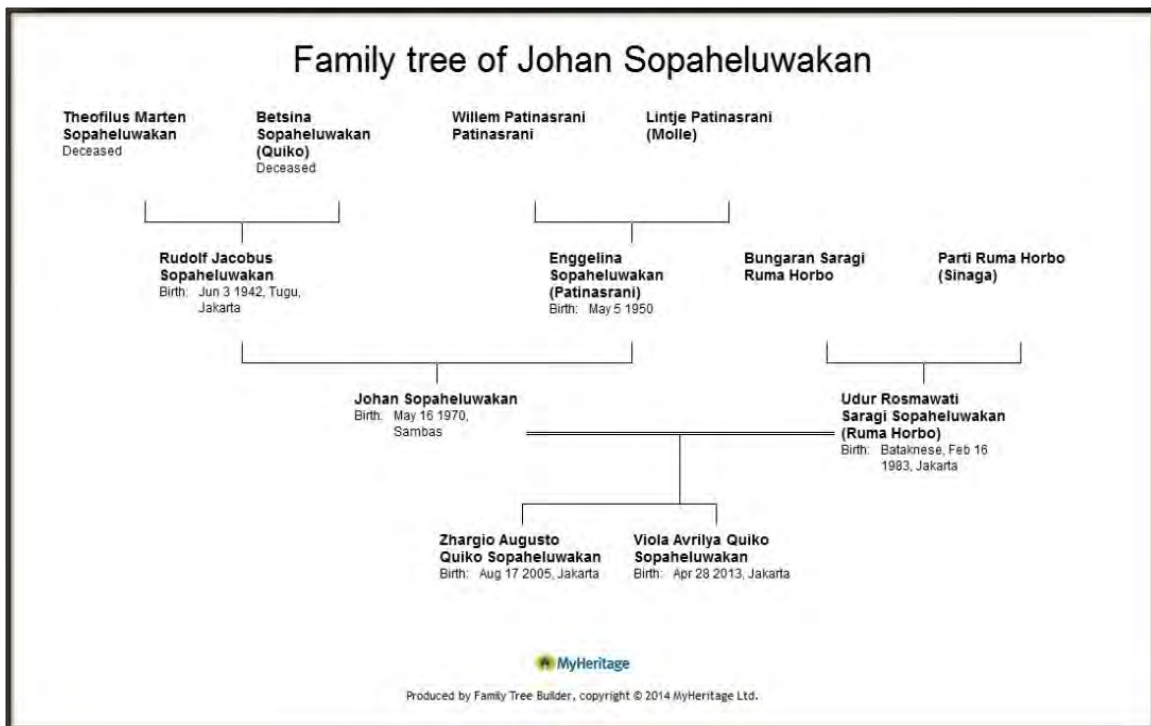 Family tree of Johan Sopaheluwakan
Theofilus Marten
Sopaheluwakan
Deceased
Betsina
Sopaheluwakan
(Quiko)
Deceased
Willem Patinasrani
Patinasrani
Lintje Patinasrani
(Molle)
Rudolf Jacobus
Sopaheluwakan
Birth: Jun 3 1942, Tugu,
Jakarta
Enggelina
Sopaheluwakan
(Patinasrani)
Birth: May 5 1950
Bungaran Saragi
Ruma Horbo
Parti Ruma Horbo
(Sinaga)
Johan Sopaheluwakan
Birth: May 16 1970,
Sambas
Udur Rosmawati
Saragi Sopaheluwakan
(Ruma Horbo)
Birth: Bataknese, Feb 16
1983, Jakarta
Zhargio Augusto
Quiko Sopaheluwakan
Birth: Aug 17 2005, Jakarta
Viola Avrilya Quiko
Sopaheluwakan
Birth: Apr 28 2013, Jakarta
MyHeritage
Produced by Family Tree Builder, copyright © 2014 MyHeritage Ltd.